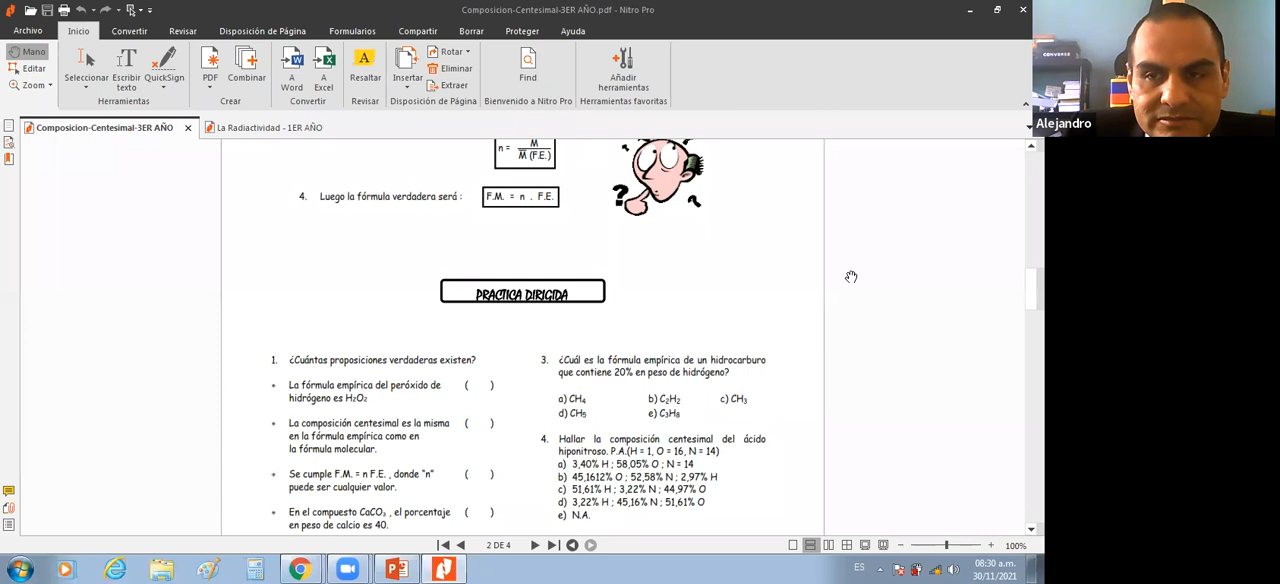 Composicion-Centesimal-3ER AÑO.pdf - Nitro Pro
Archivo Inicio Convertir Revisar Disposición de Página Formularios Compartir Borrar Proteger Ayuda
Mano
Editar
Zoom
Seleccionar
Escribir texto
QuickSign
Herramientas
PDF
Combinar
Crear
A Word
A Excel
Convertir
Resaltar
Revisar
Insertar
Rotar
Eliminar
Extraer
Disposición de Página
Find
Bienvenido a Nitro Pro
Añadir herramientas
Herramientas favoritas
Composicion-Centesimal-3ER AÑO
La Radiactividad - 1ER AÑO
CONVERSE
Alejandro
n = M / M (F.E.)
4. Luego la fórmula verdadera será : F.M. = n . F.E.
?
PRACTICA DIRIGIDA
1. ¿Cuántas proposiciones verdaderas existen?
• La fórmula empírica del peróxido de ( )
hidrógeno es H₂O₂
• La composición centesimal es la misma ( )
en la fórmula empírica como en
la fórmula molecular.
• Se cumple F.M. = n F.E. , donde "n" ( )
puede ser cualquier valor.
• En el compuesto CaCO₃ , el porcentaje ( )
en peso de calcio es 40.
3. ¿Cuál es la fórmula empírica de un hidrocarburo
que contiene 20% en peso de hidrógeno?
a) CH₄ b) C₂H₂ c) CH₃
d) CH₅ e) C₃H₈
4. Hallar la composición centesimal del ácido
hiponitroso. P.A.(H = 1, O = 16, N = 14)
a) 3,40% H ; 58,05% O ; N = 14
b) 45,1612% O ; 52,58% N ; 2,97% H
c) 51,61% H ; 3,22% N ; 44,97% O
d) 3,22% H ; 45,16% N ; 51,61% O
e) N.A.
2 DE 4
100%
ES
08:30 a.m.
30/11/2021